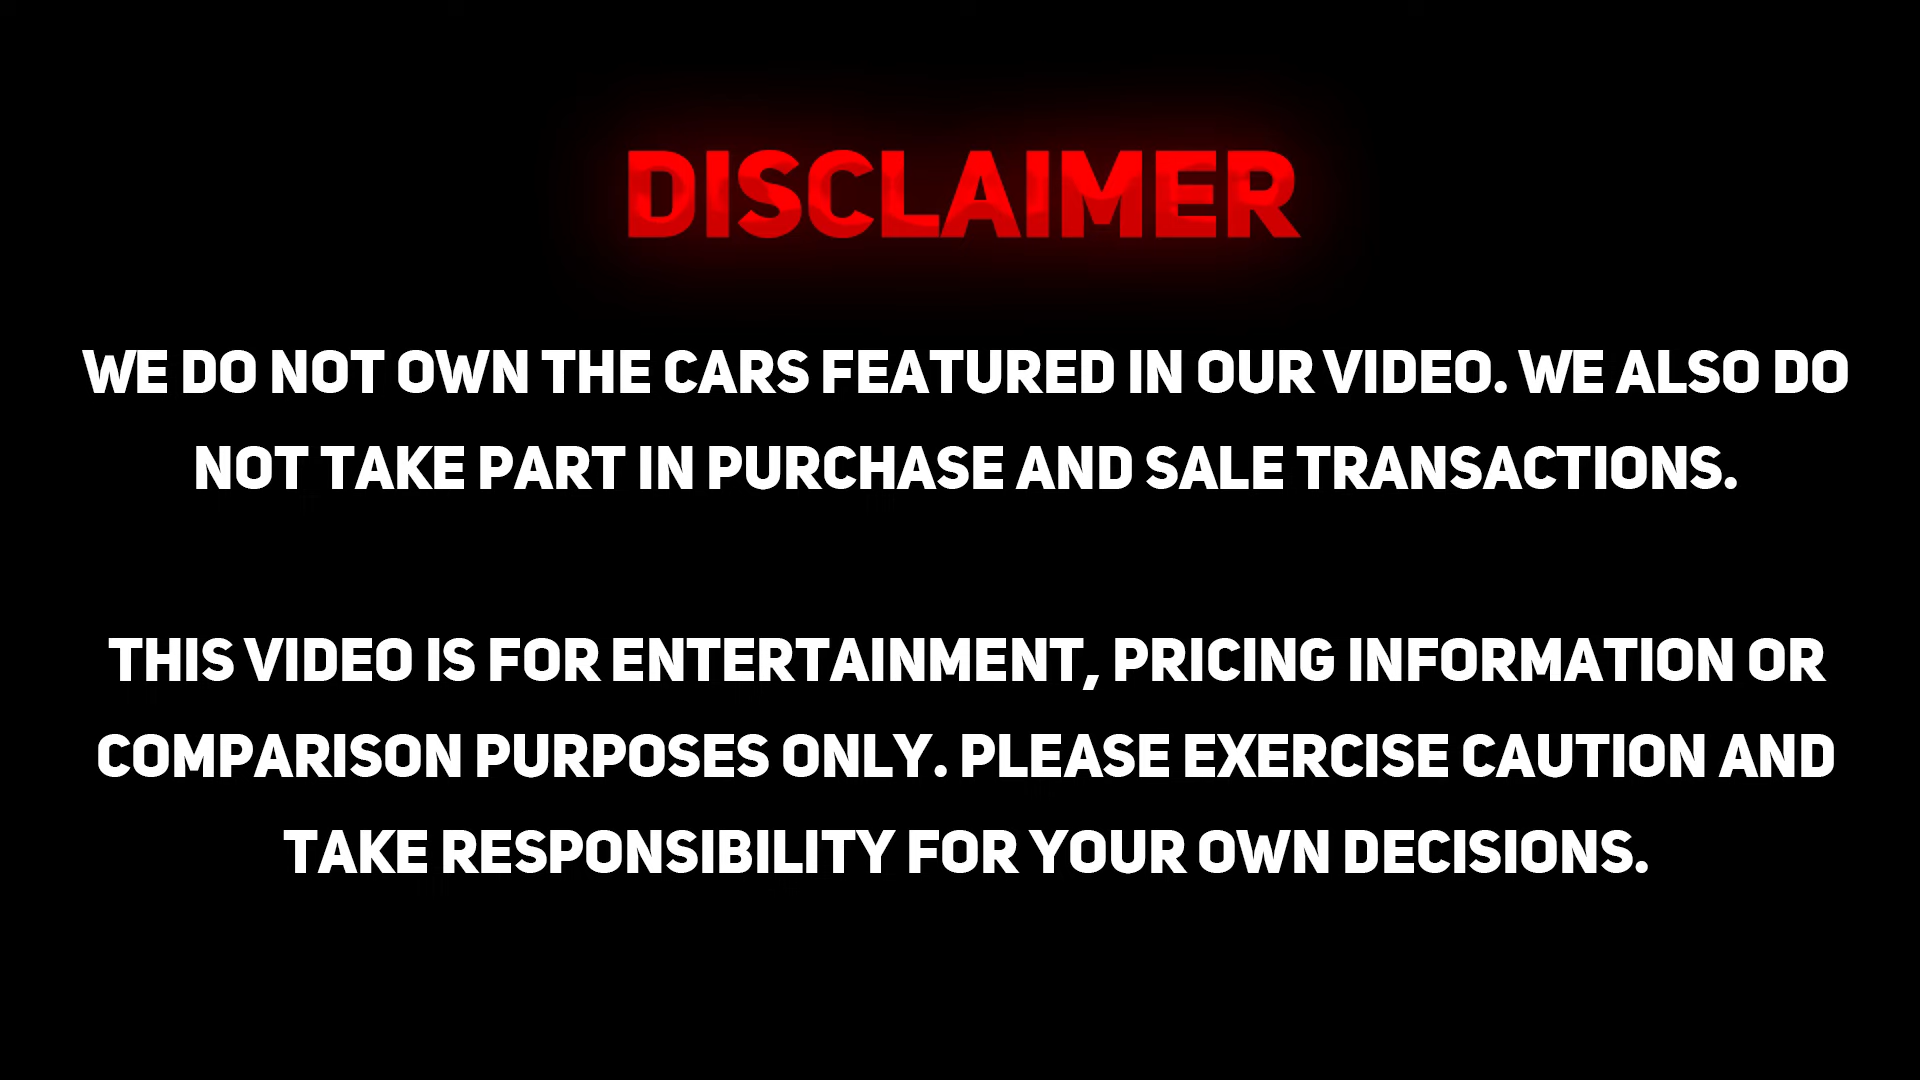 DISCLAIMER
WE DO NOT OWN THE CARS FEATURED IN OUR VIDEO. WE ALSO DO
NOT TAKE PART IN PURCHASE AND SALE TRANSACTIONS.
THIS VIDEO IS FOR ENTERTAINMENT, PRICING INFORMATION OR
COMPARISON PURPOSES ONLY. PLEASE EXERCISE CAUTION AND
TAKE RESPONSIBILITY FOR YOUR OWN DECISIONS.